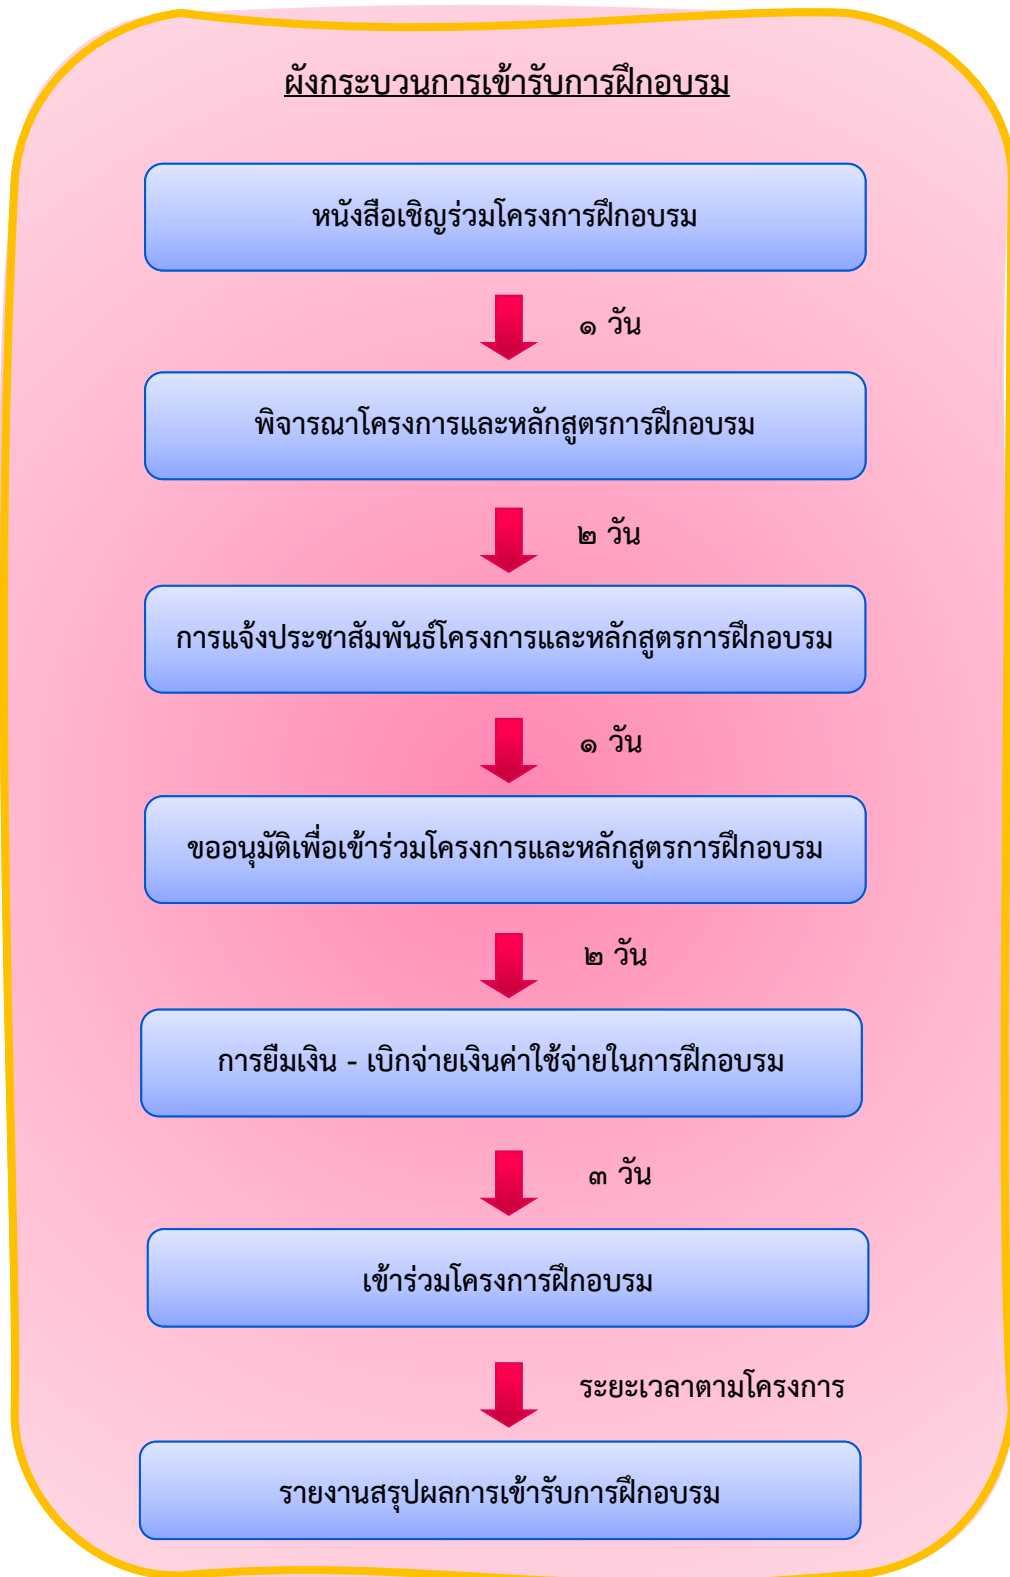 ผังกระบวนการเข้ารับการฝึกอบรม
หนังสือเชิญร่วมโครงการฝึกอบรม
๑ วัน
พิจารณาโครงการและหลักสูตรการฝึกอบรม
๒ วัน
การแจ้งประชาสัมพันธ์โครงการและหลักสูตรการฝึกอบรม
๑ วัน
ขออนุมัติเพื่อเข้าร่วมโครงการและหลักสูตรการฝึกอบรม
๒ วัน
การยืมเงิน - เบิกจ่ายเงินค่าใช้จ่ายในการฝึกอบรม
๓ วัน
เข้าร่วมโครงการฝึกอบรม
ระยะเวลาตามโครงการ
รายงานสรุปผลการเข้ารับการฝึกอบรม